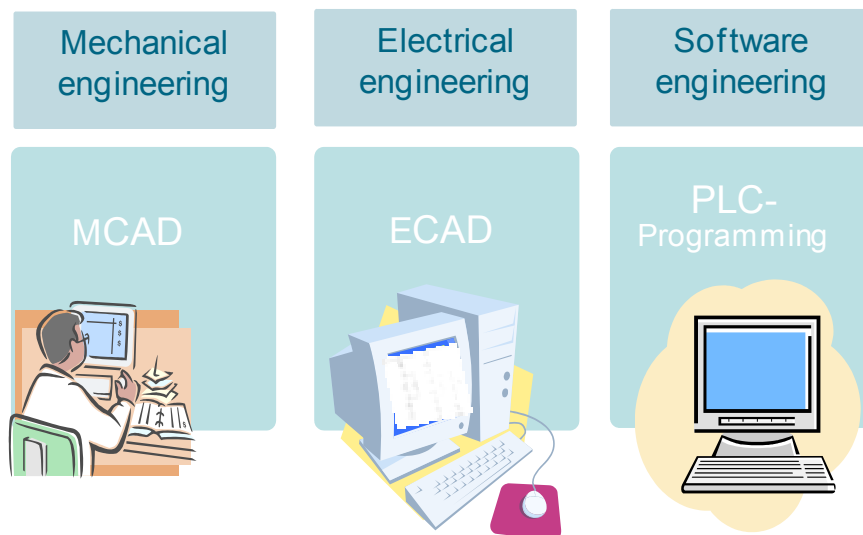 Mechanical
engineering
Electrical
engineering
Software
engineering
MCAD
ECAD
PLC-
Programming